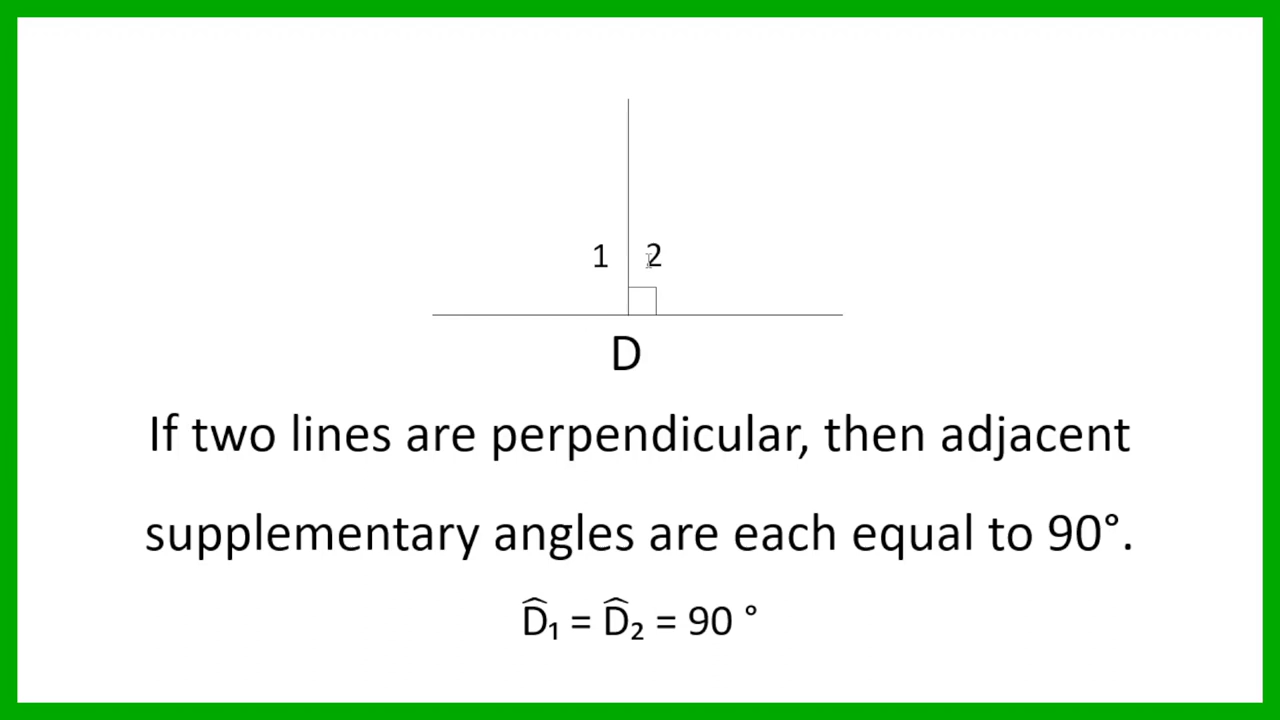 1 2
D
If two lines are perpendicular, then adjacent
supplementary angles are each equal to 90°.
D̂₁ = D̂₂ = 90 °